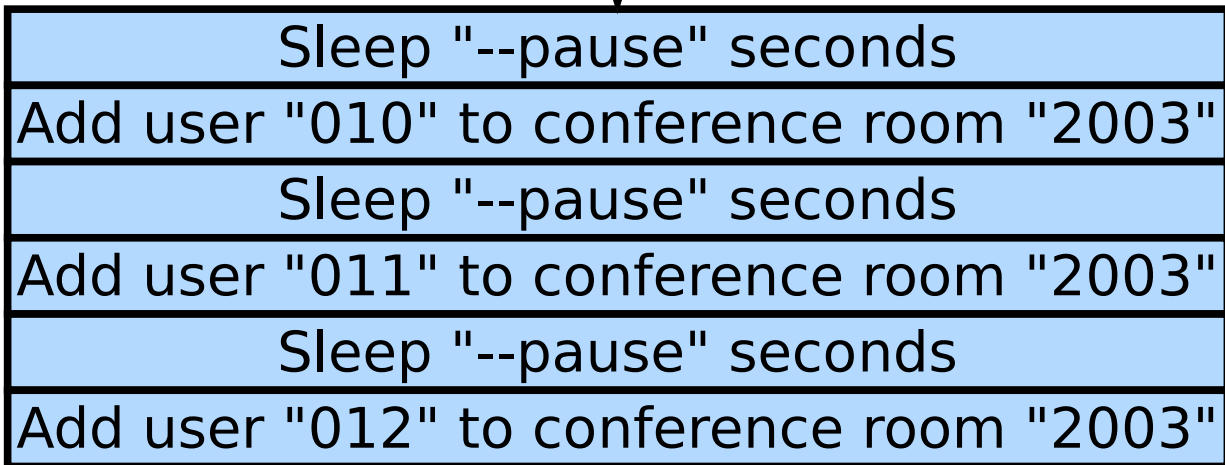 Sleep "--pause" seconds
Add user "010" to conference room "2003"
Sleep "--pause" seconds
Add user "011" to conference room "2003"
Sleep "--pause" seconds
Add user "012" to conference room "2003"